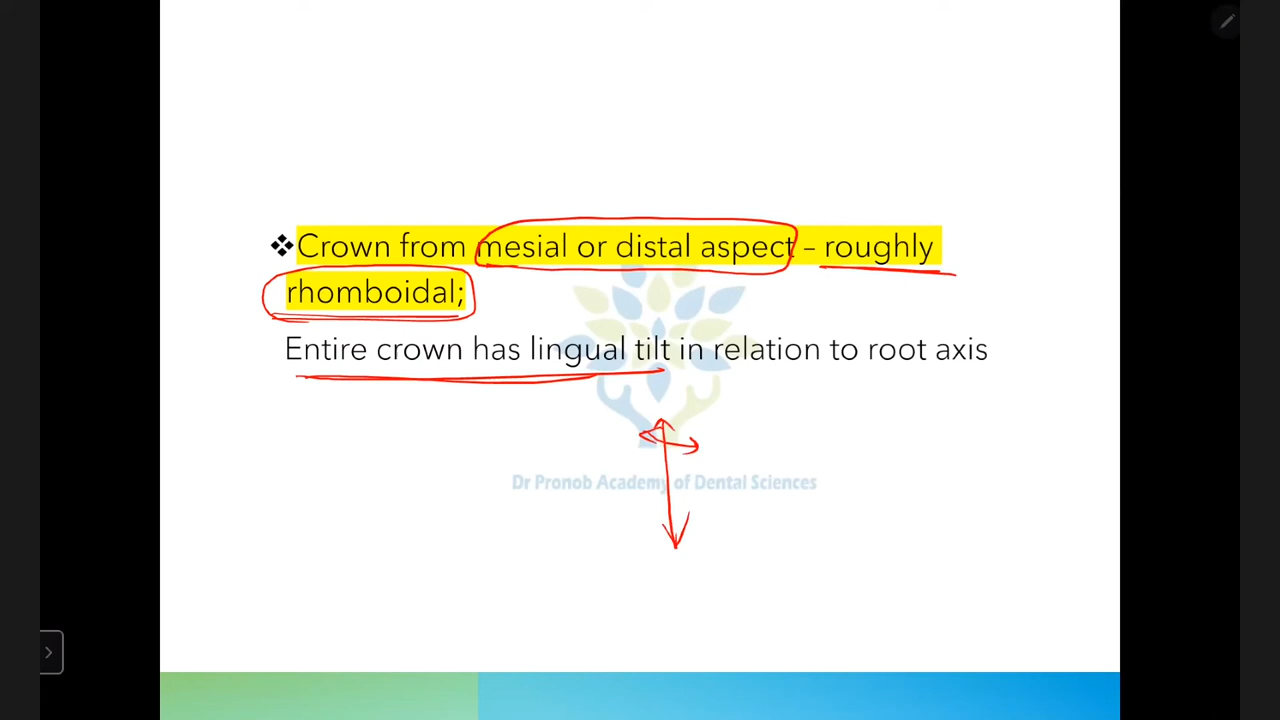 ❖Crown from mesial or distal aspect – roughly
rhomboidal;
Entire crown has lingual tilt in relation to root axis
Dr Pronob Academy of Dental Sciences